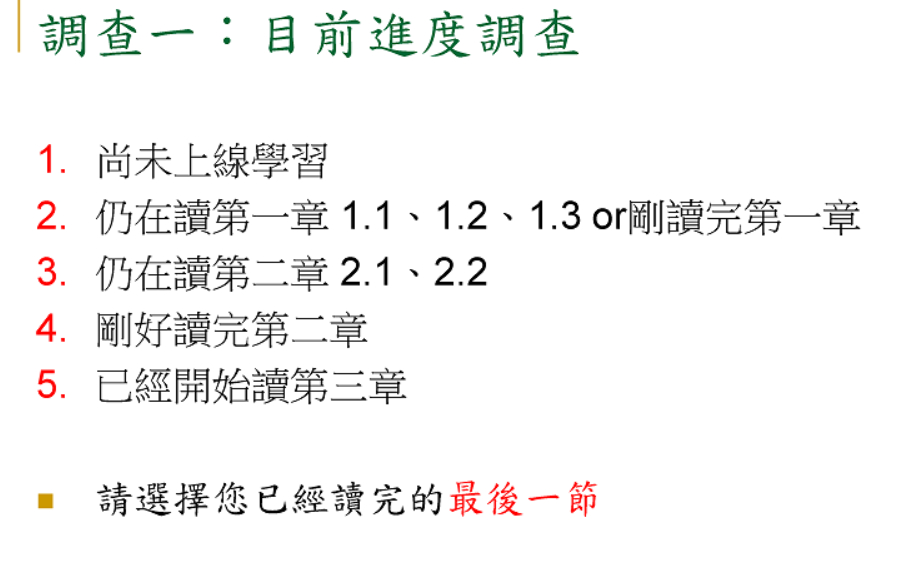 調查一：目前進度調查
1. 尚未上線學習
2. 仍在讀第一章 1.1、1.2、1.3 or剛讀完第一章
3. 仍在讀第二章 2.1、2.2
4. 剛好讀完第二章
5. 已經開始讀第三章
請選擇您已經讀完的最後一節